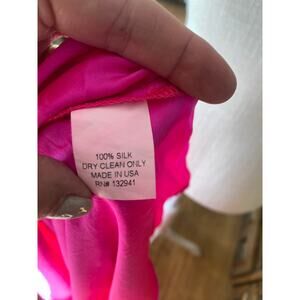 100% SILK
DRY CLEAN ONLY
MADE IN USA
RN# 132941